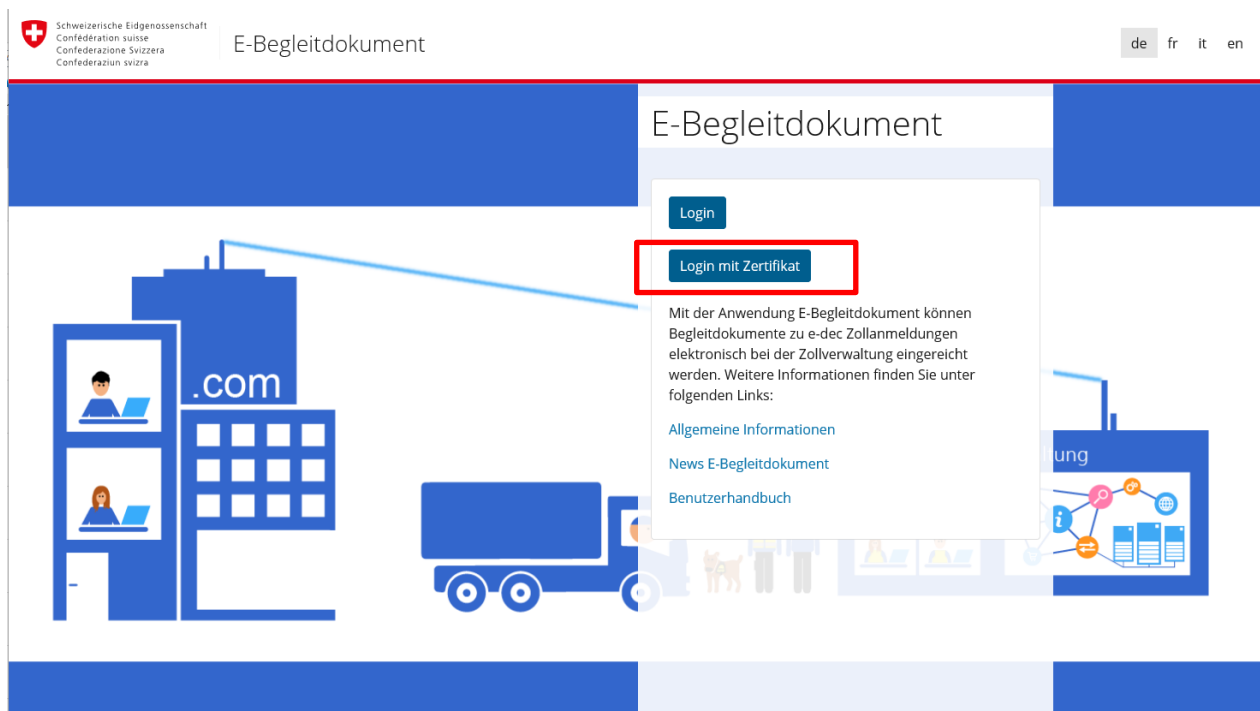 Schweizerische Eidgenossenschaft
Confédération suisse
Confederazione Svizzera
Confederaziun svizra
E-Begleitdokument
de fr it en
E-Begleitdokument
Login
Login mit Zertifikat
Mit der Anwendung E-Begleitdokument können
Begleitdokumente zu e-dec Zollanmeldungen
elektronisch bei der Zollverwaltung eingereicht
werden. Weitere Informationen finden Sie unter
folgenden Links:
Allgemeine Informationen
News E-Begleitdokument
Benutzerhandbuch
.com
tung